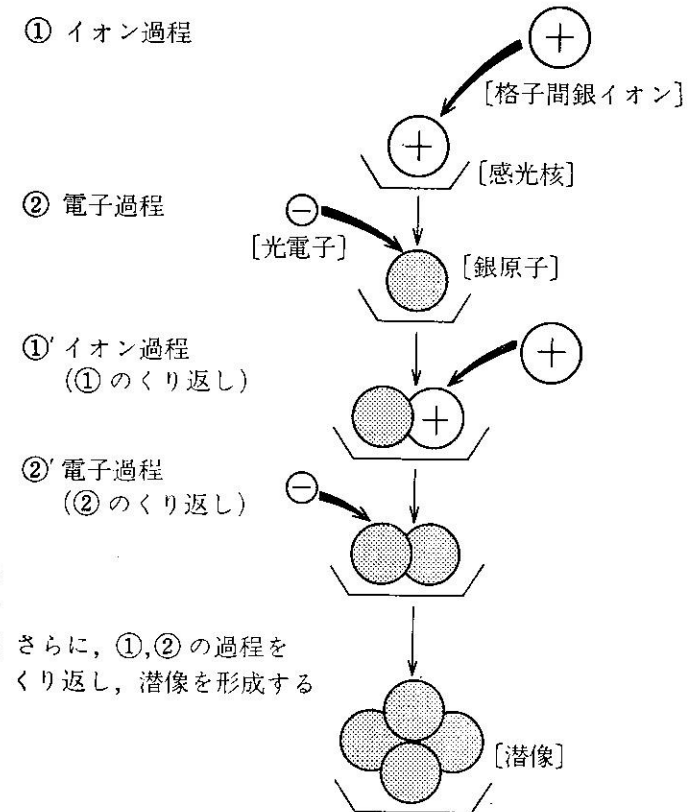 ① イオン過程
[格子間銀イオン]
[感光核]
② 電子過程
[光電子]
[銀原子]
①′イオン過程
(①のくり返し)
②′電子過程
(②のくり返し)
さらに，①,②の過程を
くり返し，潜像を形成する
[潜像]